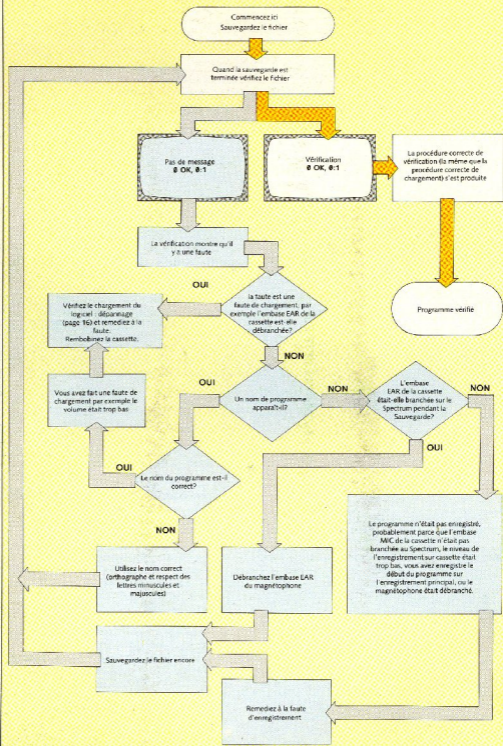 Commencez ici
Sauvegardez le fichier
Quand la sauvegarde est
terminée vérifiez le fichier
Pas de message
0 OK, 0:1
Vérification
0 OK, 0:1
La procédure correcte de
vérification (la même que la
procédure correcte de
chargement) s'est produite
La vérification montre qu'il
y a une faute
Programme vérifié
OUI
la faute est une
faute de chargement, par
exemple l'embase EAR de la
cassette est-elle
débranchée?
Vérifiez le chargement du
logiciel : dépannage
(page 16) et remediez à la
faute.
Rembobinez la cassette.
NON
OUI
Un nom de programme
apparaît-il?
NON
L'embase
EAR de la cassette
était-elle branchée sur le
Spectrum pendant la
Sauvegarde?
NON
Vous avez fait une faute de
chargement par exemple le
volume était trop bas
OUI
Le nom du programme est-il
correct?
OUI
NON
Le programme n'était pas enregistré,
probablement parce que l'embase
MIC de la cassette n'était pas
branchée au Spectrum, le niveau de
l'enregistrement sur cassette était
trop bas, vous avez enregistré le
début du programme sur
l'enregistrement principal, ou le
magnétophone était débranché.
Utilisez le nom correct
(orthographe et respect des
lettres minuscules et
majuscules)
Débranchez l'embase EAR
du magnétophone
Sauvegardez le fichier encore
Remediez à la faute
d'enregistrement